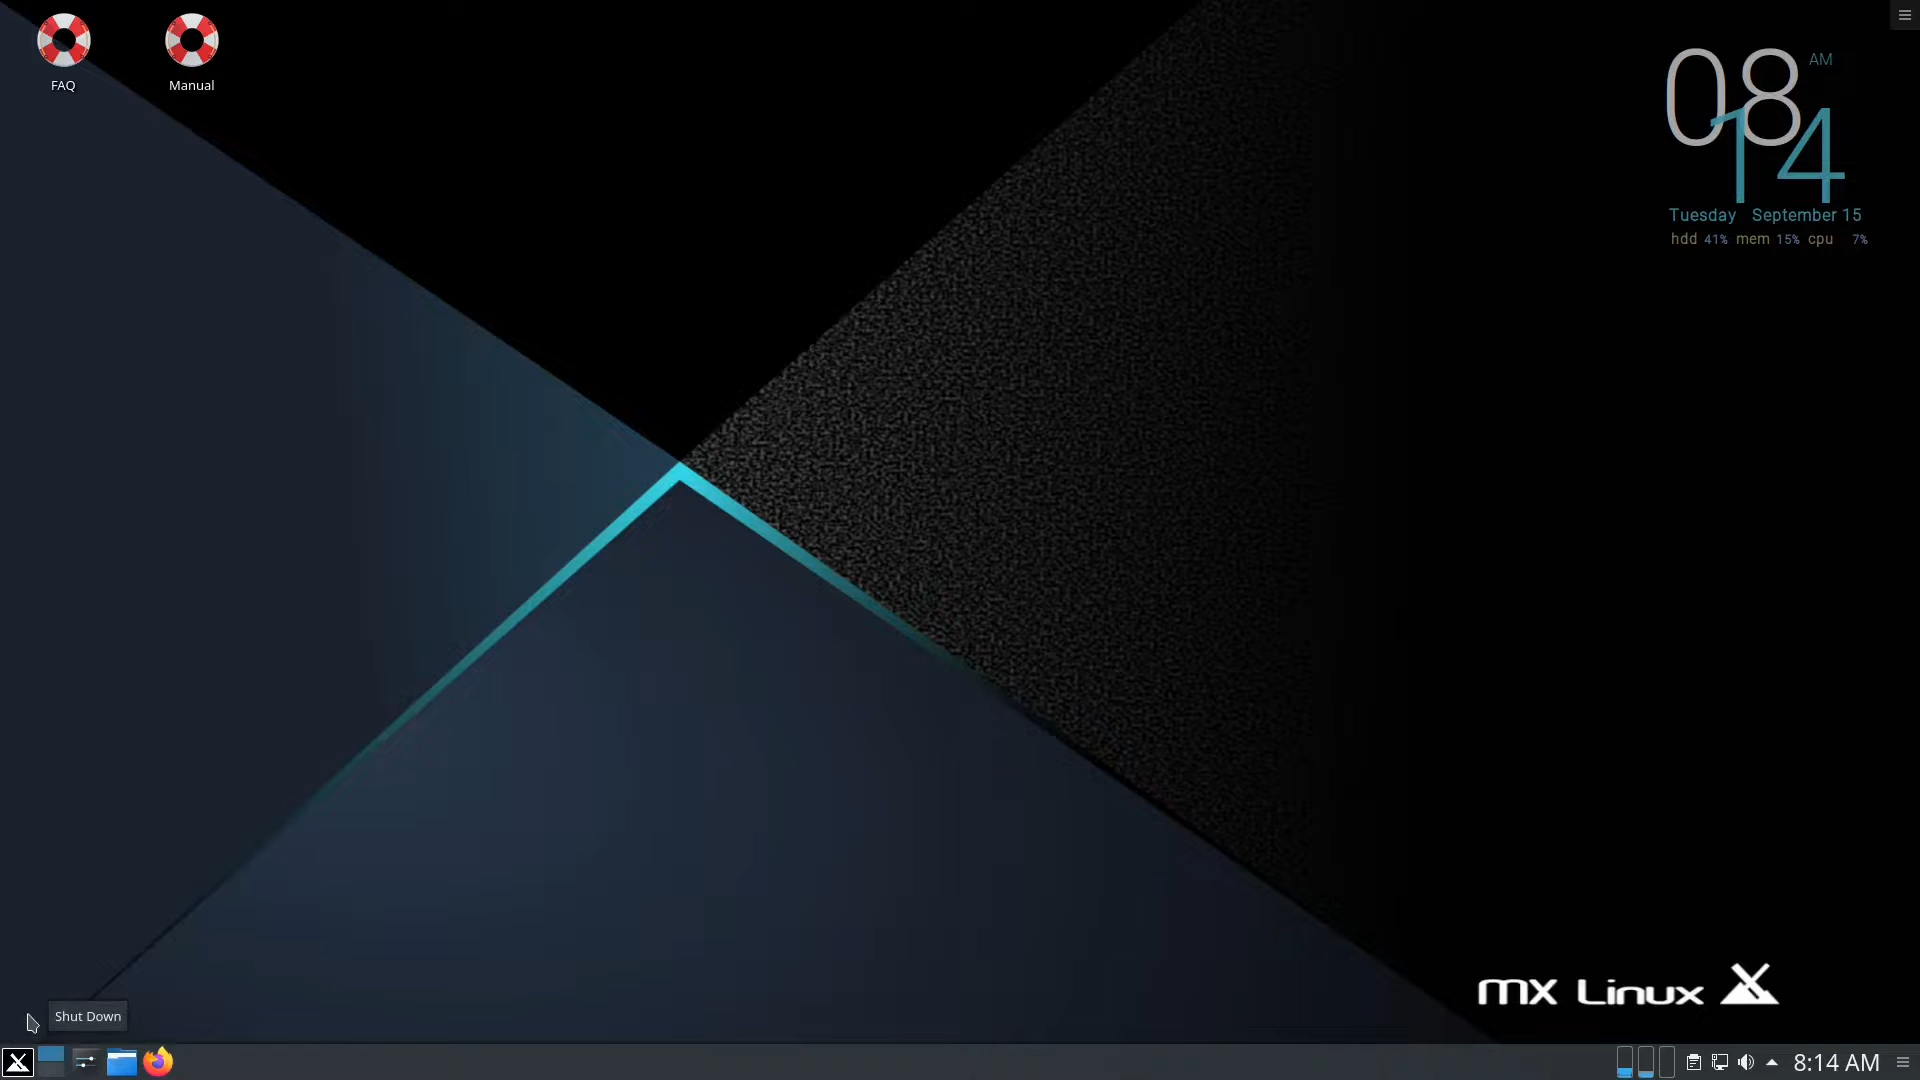 FAQ
Manual
08 AM
14
Tuesday September 15
hdd 41% mem 15% cpu 7%
mx Linux
Shut Down
8:14 AM